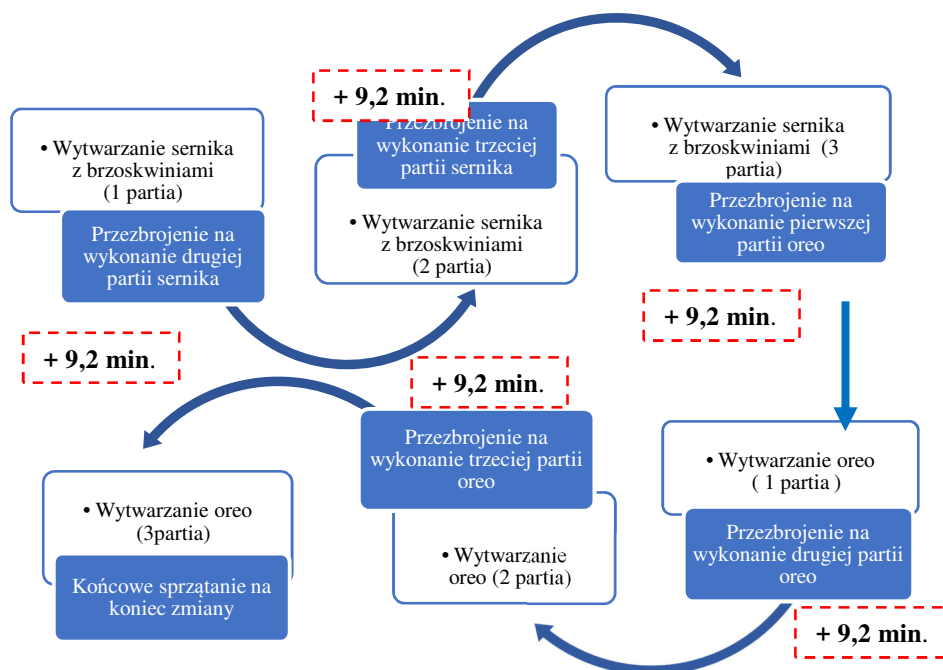 • Wytwarzanie sernika
z brzoskwiniami
(1 partia)
Przezbrojenie na
wykonanie drugiej
partii sernika
+ 9,2 min.
+ 9,2 min.
Przezbrojenie na
wykonanie trzeciej
partii sernika
• Wytwarzanie sernika
z brzoskwiniami
(2 partia)
• Wytwarzanie sernika
z brzoskwiniami (3
partia)
Przezbrojenie na
wykonanie pierwszej
partii oreo
+ 9,2 min.
• Wytwarzanie oreo
( 1 partia )
Przezbrojenie na
wykonanie drugiej partii
oreo
+ 9,2 min.
• Wytwarzanie
oreo (2 partia)
Przezbrojenie na
wykonanie trzeciej partii
oreo
+ 9,2 min.
• Wytwarzanie oreo
(3partia)
Końcowe sprzątanie na
koniec zmiany